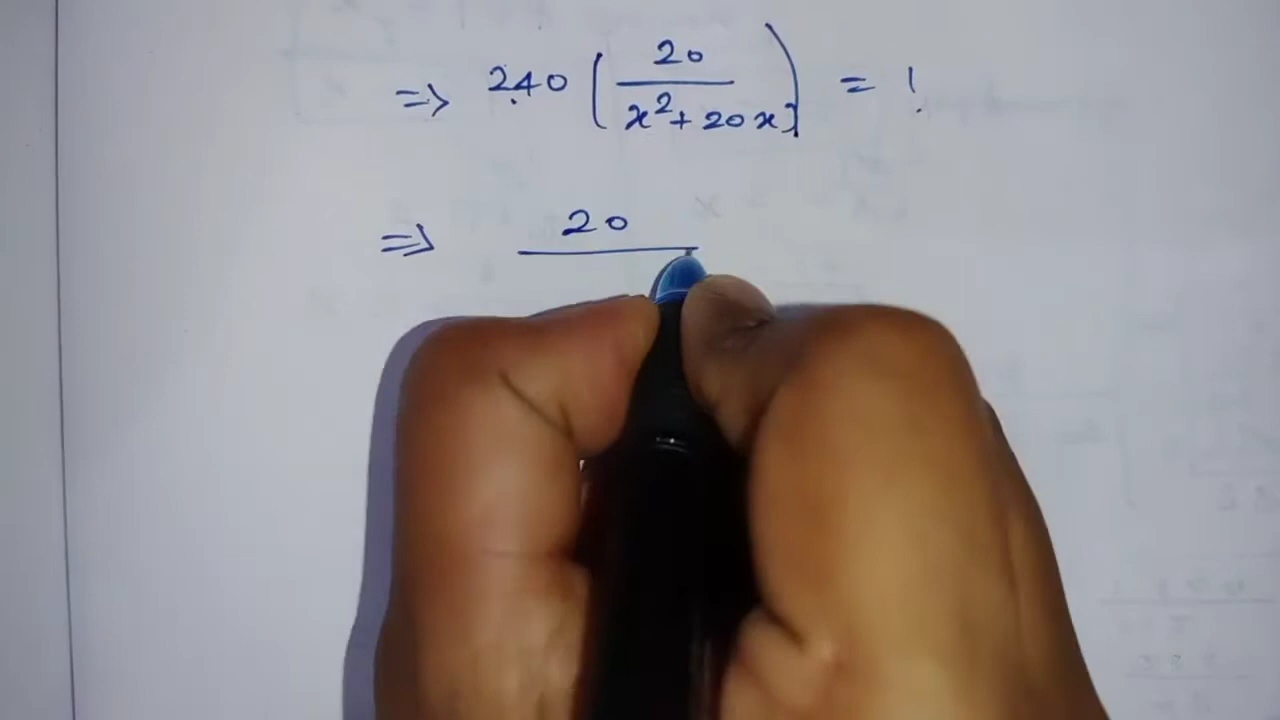 ⇒ 240 (20 / x² + 20x) = 1
⇒ 20